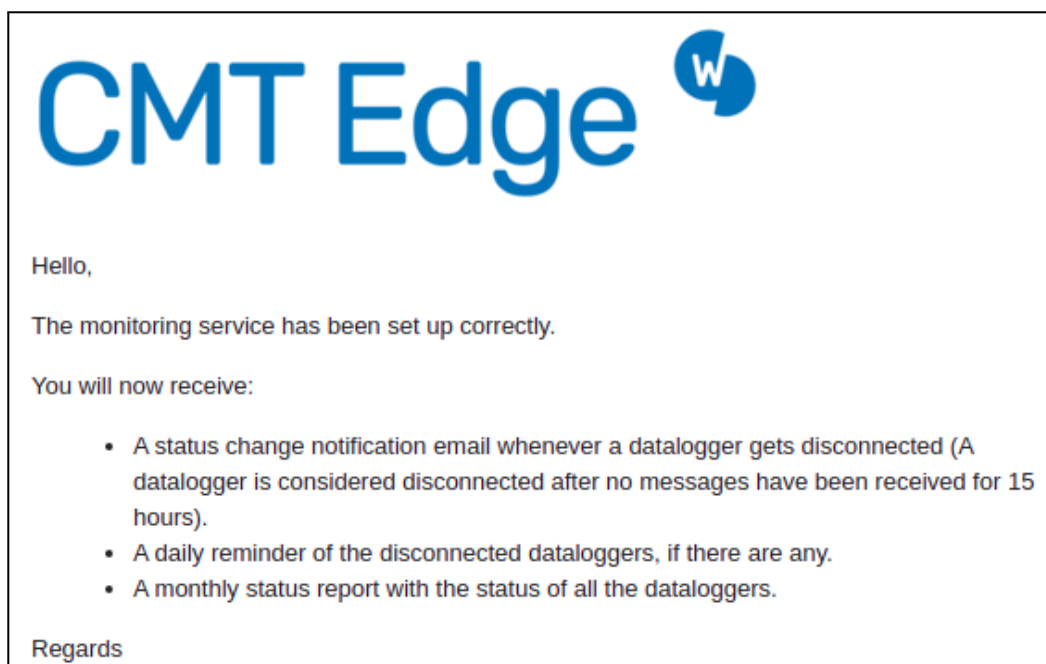 CMT Edge W
Hello,
The monitoring service has been set up correctly.
You will now receive:
• A status change notification email whenever a datalogger gets disconnected (A
datalogger is considered disconnected after no messages have been received for 15
hours).
• A daily reminder of the disconnected dataloggers, if there are any.
• A monthly status report with the status of all the dataloggers.
Regards